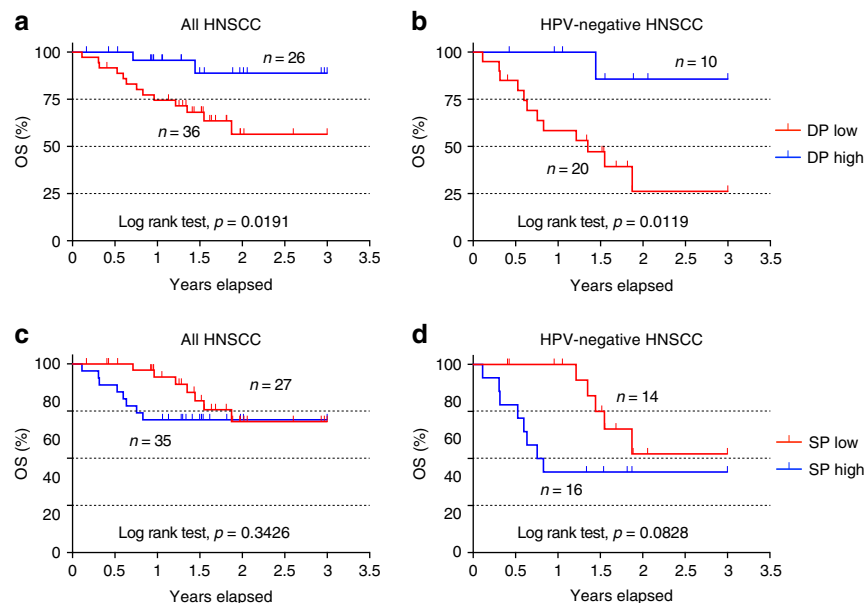 a
All HNSCC
100
75
50
25
0
OS (%)
n = 26
n = 36
Log rank test, p = 0.0191
0 0.5 1 1.5 2 2.5 3 3.5
Years elapsed
b
HPV-negative HNSCC
100
75
50
25
0
OS (%)
n = 10
n = 20
Log rank test, p = 0.0119
0 0.5 1 1.5 2 2.5 3 3.5
Years elapsed
DP low
DP high
c
All HNSCC
100
80
60
40
20
0
OS (%)
n = 27
n = 35
Log rank test, p = 0.3426
0 0.5 1 1.5 2 2.5 3 3.5
Years elapsed
d
HPV-negative HNSCC
100
80
60
40
20
0
OS (%)
n = 14
n = 16
Log rank test, p = 0.0828
0 0.5 1 1.5 2 2.5 3 3.5
Years elapsed
SP low
SP high